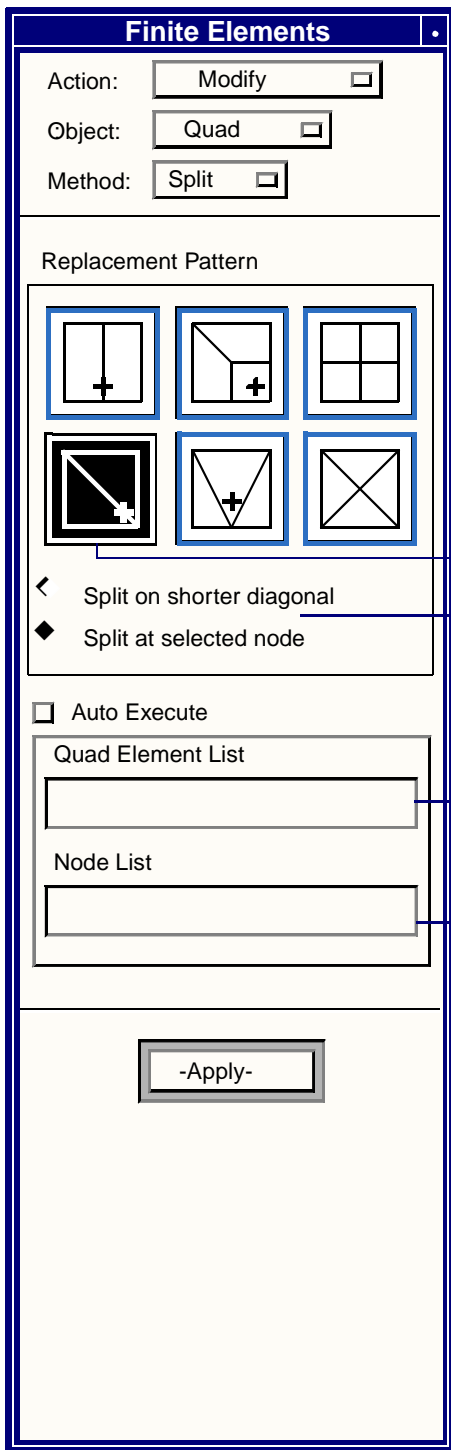 Finite Elements
Action: Modify
Object: Quad
Method: Split
Replacement Pattern
Split on shorter diagonal
Split at selected node
Auto Execute
Quad Element List
Node List
-Apply-